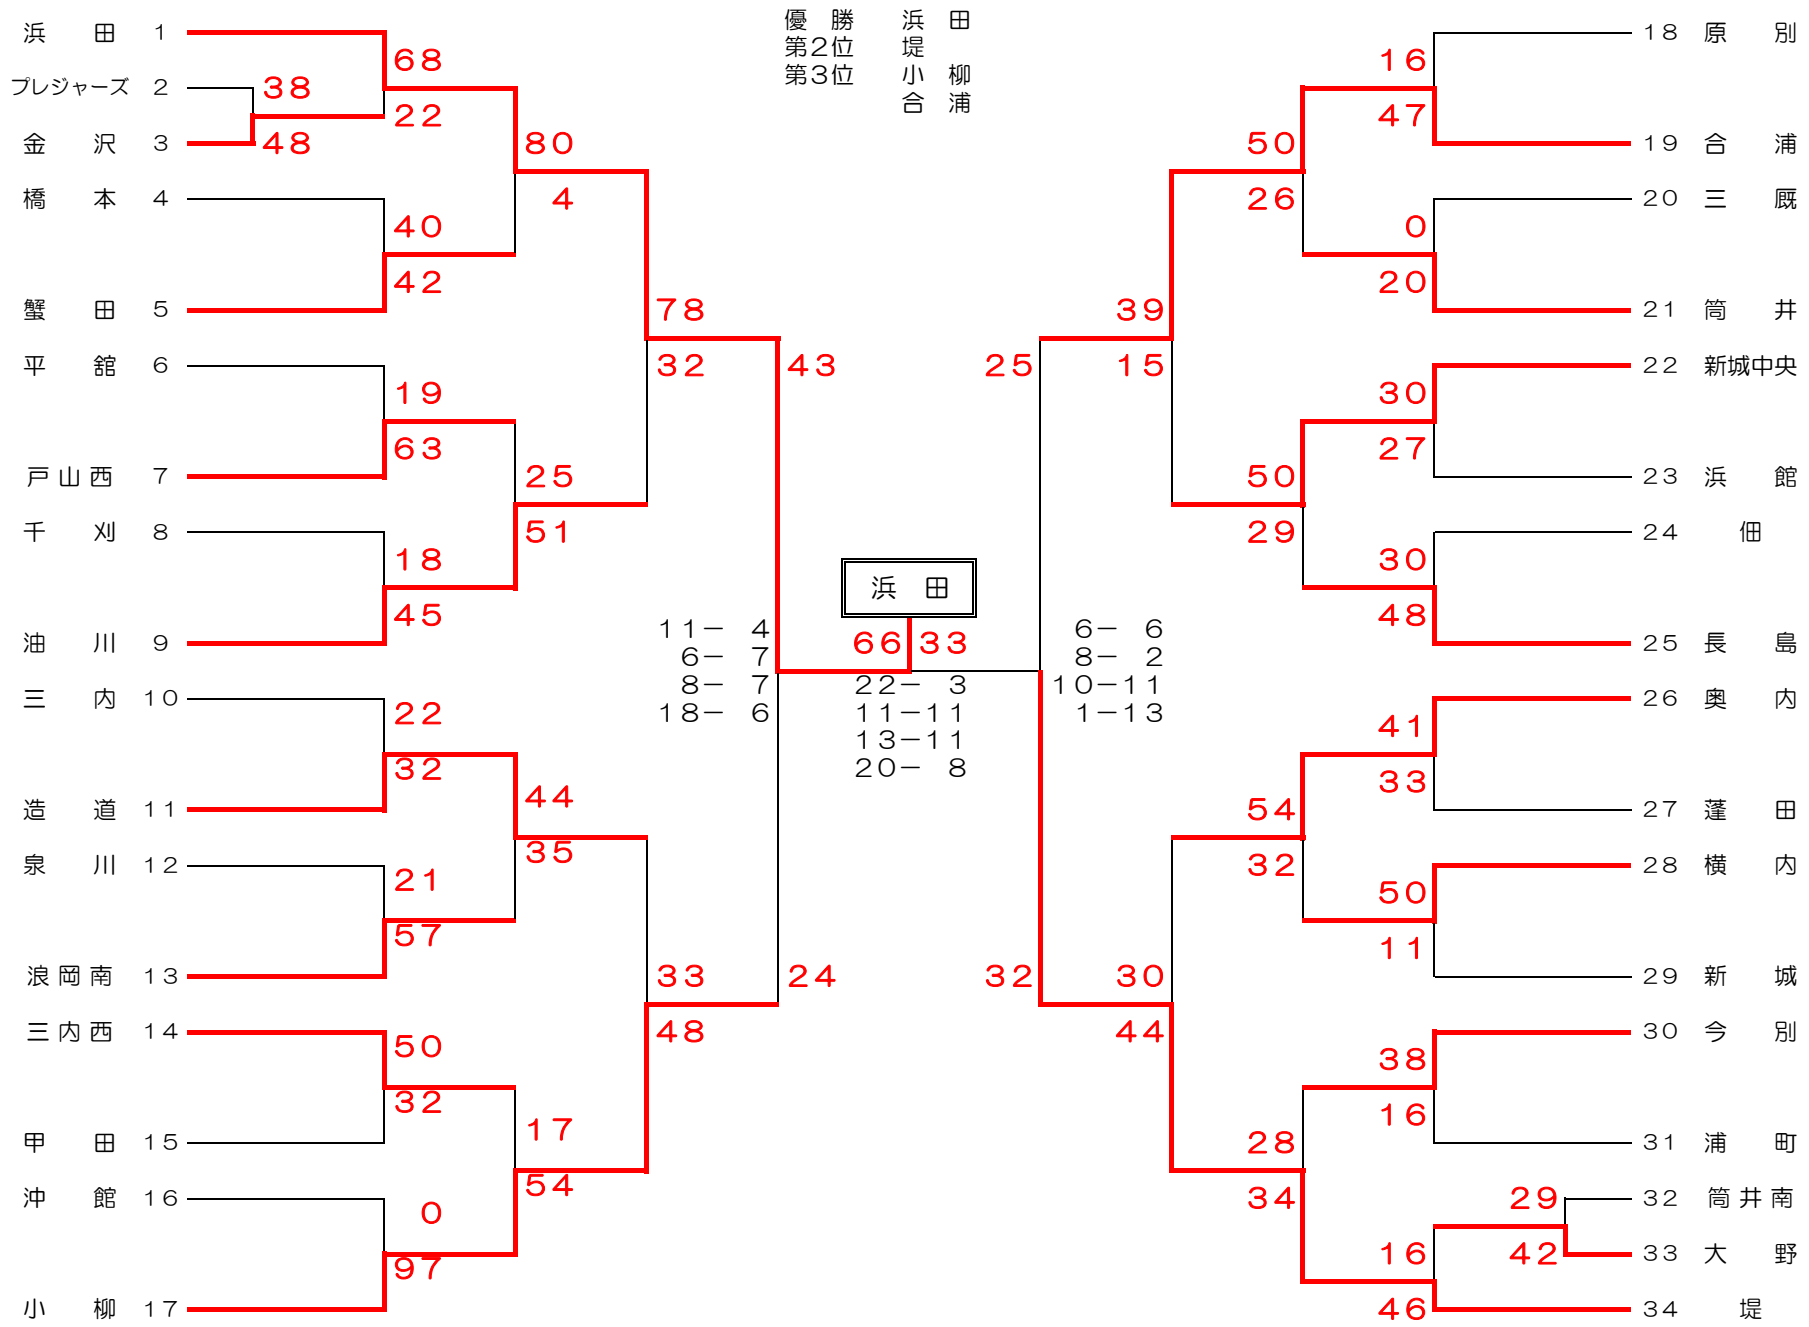 優　勝　　浜　田
第２位　　堤
第３位　　小　柳
合　浦
浜　田　1
68
プレジャーズ　2
38
22
金　沢　3
48
80
橋　本　4
4
40
42
蟹　田　5
78
平　舘　6
32
43
19
63
戸山西　7
25
千　刈　8
51
18
45
油　川　9
三　内　10
22
32
造　道　11
44
35
泉　川　12
21
57
浪岡南　13
33
24
三内西　14
48
50
32
甲　田　15
17
沖　館　16
54
0
97
小　柳　17
浜　田
66 33
11－ 4
6－ 7
8－ 7
18－ 6
22－ 3
11－11
13－11
20－ 8
6－ 6
8－ 2
10－11
1－13
18　原　別
16
47
50
19　合　浦
26
20　三　厩
0
20
39
21　筒　井
25
15
22　新城中央
30
27
50
23　浜　館
29
24　佃
30
48
25　長　島
26　奥　内
41
33
54
27　蓬　田
32
28　横　内
50
11
32
30
29　新　城
44
30　今　別
38
16
28
31　浦　町
34
29
32　筒井南
16
42
33　大　野
46
34　堤